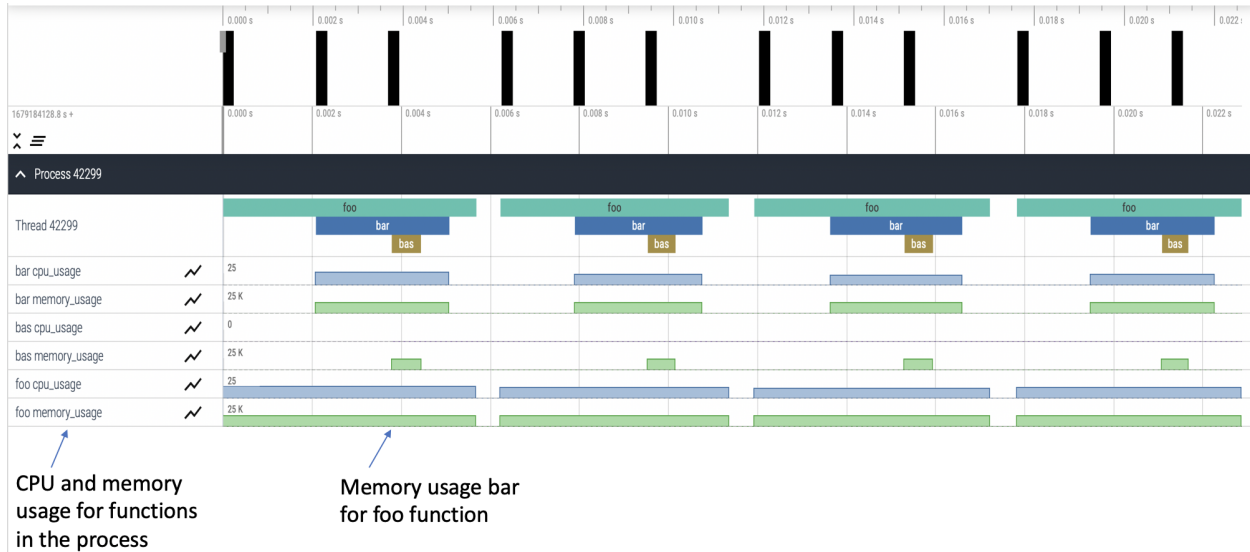 0.000 s 0.002 s 0.004 s 0.006 s 0.008 s 0.010 s 0.012 s 0.014 s 0.016 s 0.018 s 0.020 s 0.022
1679184128.8 s + 0.000 s 0.002 s 0.004 s 0.006 s 0.008 s 0.010 s 0.012 s 0.014 s 0.016 s 0.018 s 0.020 s 0.022 s
Process 42299
foo foo foo foo
Thread 42299 bar bar bar bar
bas bas bas bas
bar cpu_usage 25
bar memory_usage 25 K
bas cpu_usage 0
bas memory_usage 25 K
foo cpu_usage 25
foo memory_usage 25 K
CPU and memory
usage for functions
in the process
Memory usage bar
for foo function